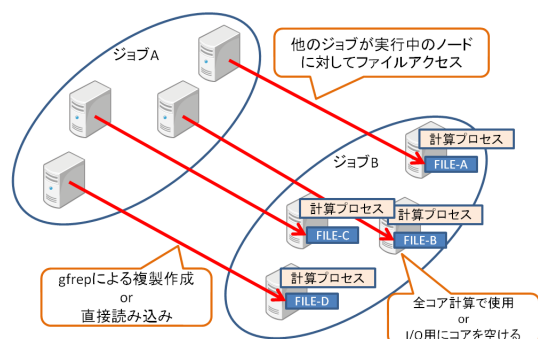 ジョブA
他のジョブが実行中のノード
に対してファイルアクセス
計算プロセス
FILE-A
ジョブB
計算プロセス
FILE-C
計算プロセス
FILE-B
計算プロセス
FILE-D
gfrepによる複製作成
or
直接読み込み
全コア計算で使用
or
I/O用にコアを空ける